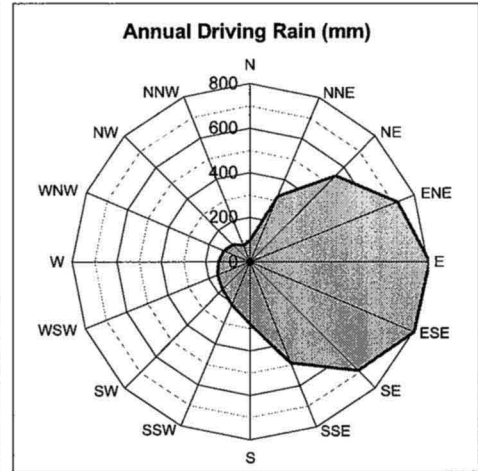 Annual Driving Rain (mm)
N
NNW
NNE
NW
NE
WNW
ENE
W
E
WSW
ESE
SW
SE
SSW
SSE
S
800
600
400
200
0